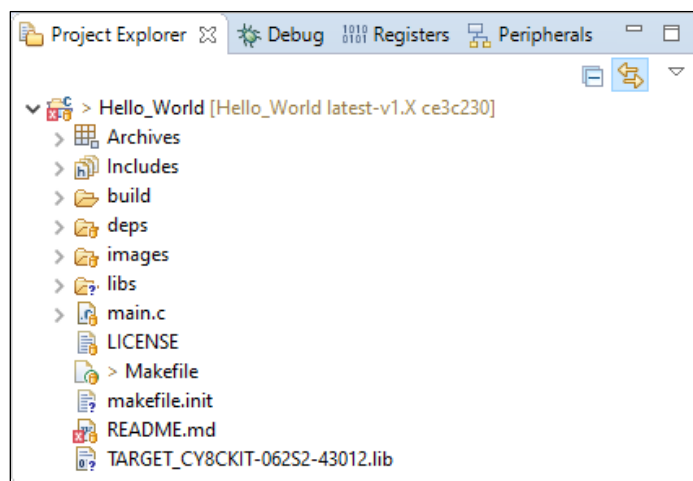 Project Explorer Debug Registers Peripherals
> Hello_World [Hello_World latest-v1.X ce3c230]
Archives
Includes
build
deps
images
libs
main.c
LICENSE
> Makefile
makefile.init
README.md
TARGET_CY8CKIT-062S2-43012.lib